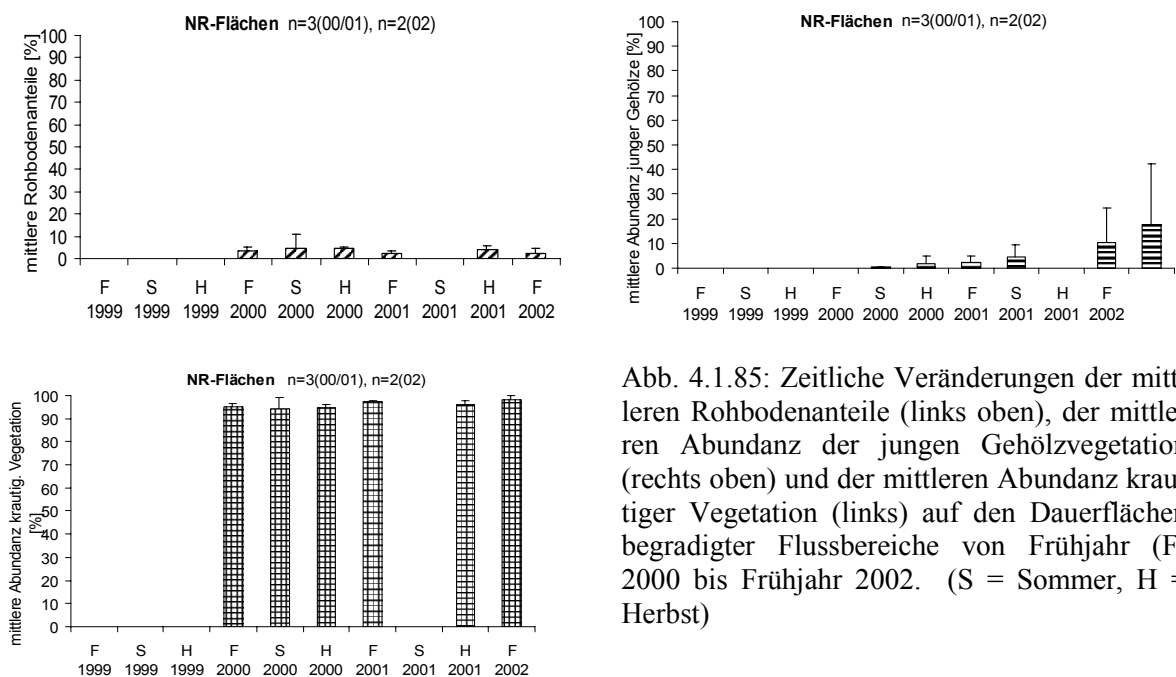 NR-Flächen n=3(00/01), n=2(02)
mittlere Rohbodenanteile [%]
100
90
80
70
60
50
40
30
20
10
0
F S H F S H F S H F
1999 1999 1999 2000 2000 2000 2001 2001 2001 2002
NR-Flächen n=3(00/01), n=2(02)
mittlere Abundanz junger Gehölze [%]
100
90
80
70
60
50
40
30
20
10
0
F S H F S H F S H F
1999 1999 1999 2000 2000 2000 2001 2001 2001 2002
NR-Flächen n=3(00/01), n=2(02)
mittlere Abundanz krautig. Vegetation
[%]
100
90
80
70
60
50
40
30
20
10
0
F S H F S H F S H F
1999 1999 1999 2000 2000 2000 2001 2001 2001 2002
Abb. 4.1.85: Zeitliche Veränderungen der mitt
leren Rohbodenanteile (links oben), der mittle
ren Abundanz der jungen Gehölzvegetation
(rechts oben) und der mittleren Abundanz krau
tiger Vegetation (links) auf den Dauerflächen
begradigter Flussbereiche von Frühjahr (F
2000 bis Frühjahr 2002. (S = Sommer, H =
Herbst)